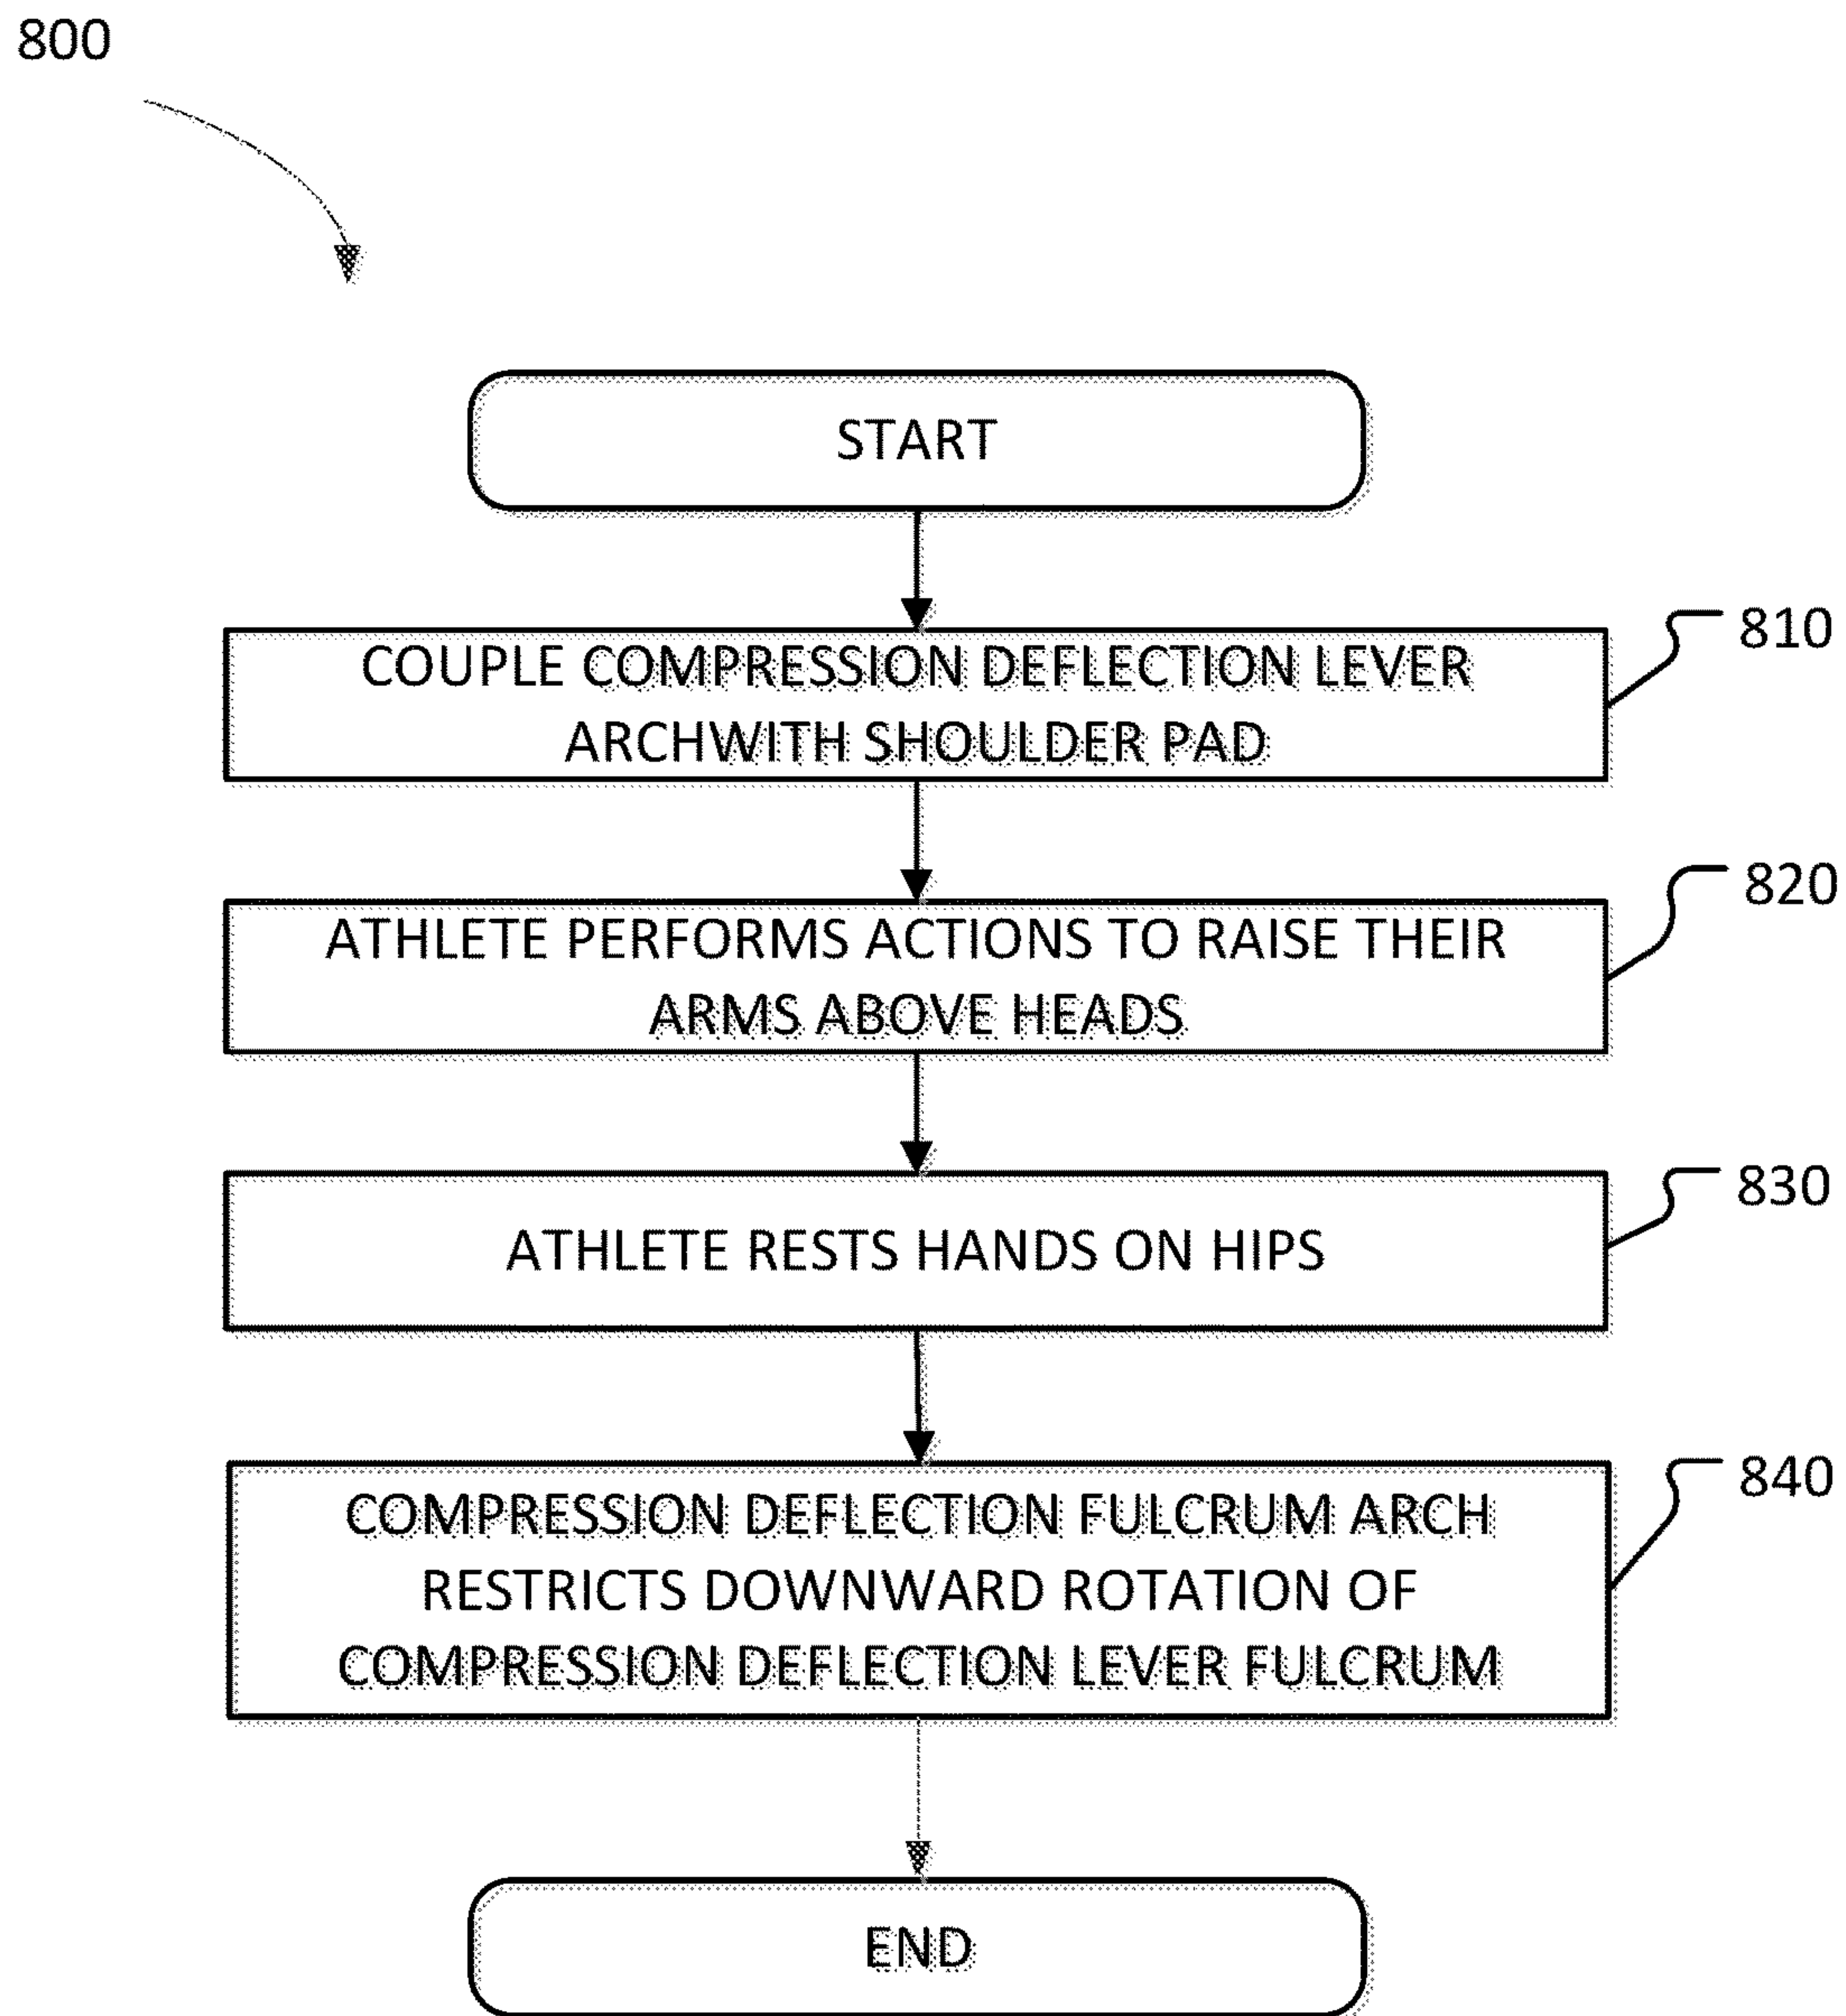 800
START
COUPLE COMPRESSION DEFLECTION LEVER
ARCHWITH SHOULDER PAD
810
ATHLETE PERFORMS ACTIONS TO RAISE THEIR
ARMS ABOVE HEADS
820
ATHLETE RESTS HANDS ON HIPS
830
COMPRESSION DEFLECTION FULCRUM ARCH
RESTRICTS DOWNWARD ROTATION OF
COMPRESSION DEFLECTION LEVER FULCRUM
840
END